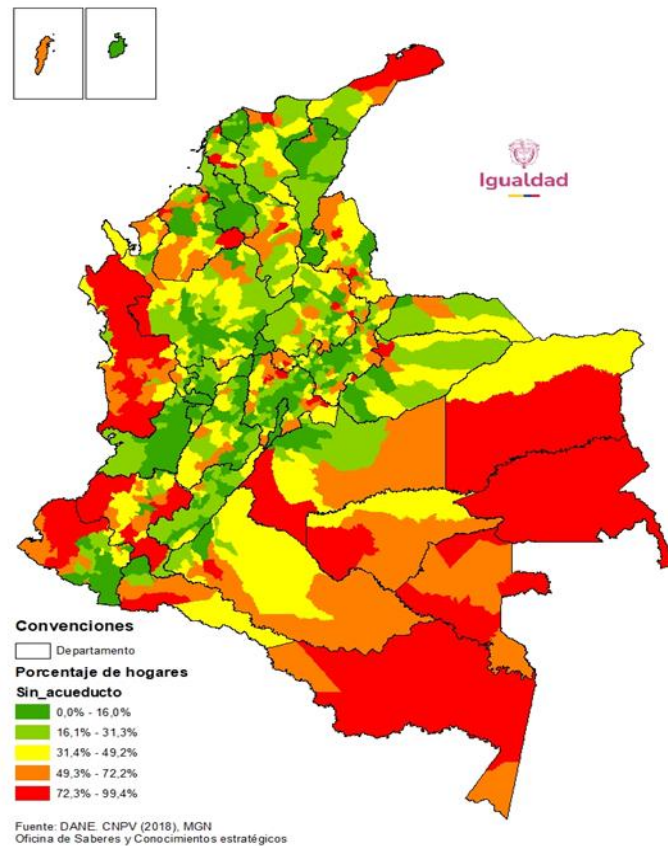 Igualdad
Convenciones
Departamento
Porcentaje de hogares
Sin_acueducto
0,0% - 16,0%
16,1% - 31,3%
31,4% - 49,2%
49,3% - 72,2%
72,3% - 99,4%
Fuente: DANE. CNPV (2018), MGN
Oficina de Saberes y Conocimientos estratégicos